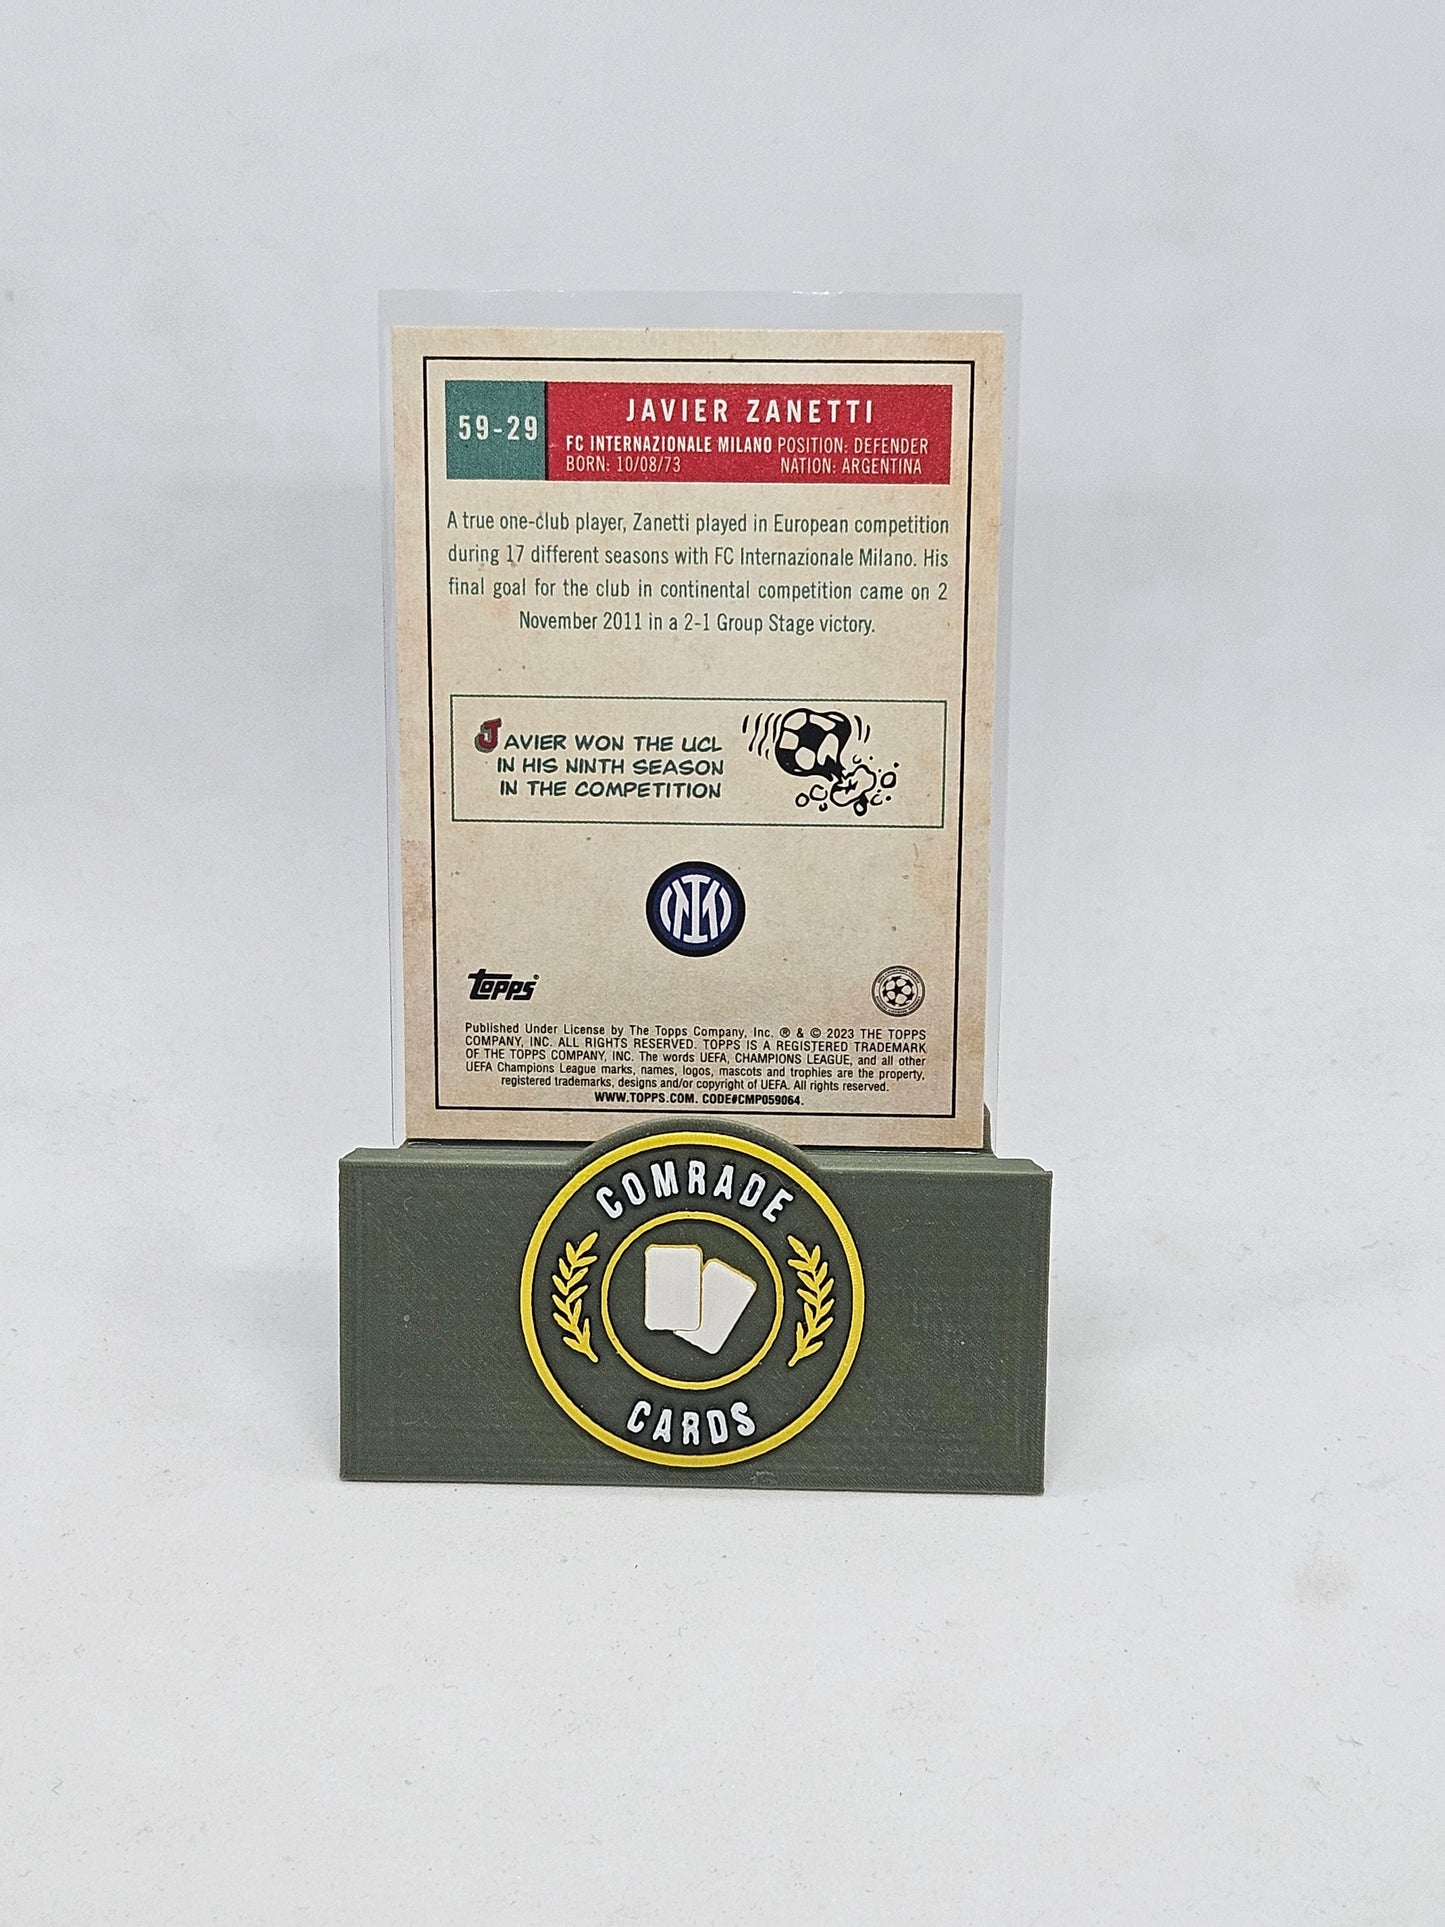 59-29
JAVIER ZANETTI
FC INTERNAZIONALE MILANO POSITION: DEFENDER
BORN: 10/08/73 NATION: ARGENTINA
A true one-club player, Zanetti played in European competition
during 17 different seasons with FC Internazionale Milano. His
final goal for the club in continental competition came on 2
November 2011 in a 2-1 Group Stage victory.
JAVIER WON THE UCL
IN HIS NINTH SEASON
IN THE COMPETITION
IM
Topps®
Published Under License by The Topps Company, Inc. ® & © 2023 THE TOPPS
COMPANY, INC. ALL RIGHTS RESERVED. TOPPS IS A REGISTERED TRADEMARK
OF THE TOPPS COMPANY, INC. The words UEFA, CHAMPIONS LEAGUE, and all other
UEFA Champions League marks, names, logos, mascots and trophies are the property,
registered trademarks, designs and/or copyright of UEFA. All rights reserved.
WWW.TOPPS.COM. CODE#CMP059064.
COMRADE
CARDS